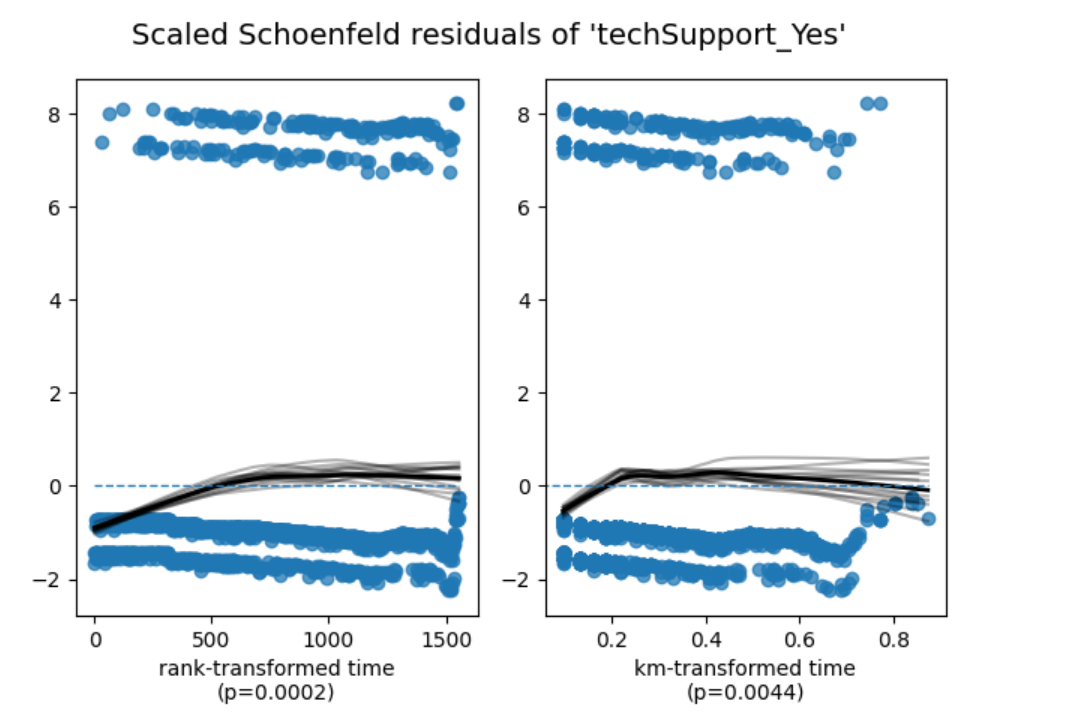 Scaled Schoenfeld residuals of 'techSupport_Yes'
8
6
4
2
0
−2
0 500 1000 1500
rank-transformed time
(p=0.0002)
8
6
4
2
0
−2
0.2 0.4 0.6 0.8
km-transformed time
(p=0.0044)